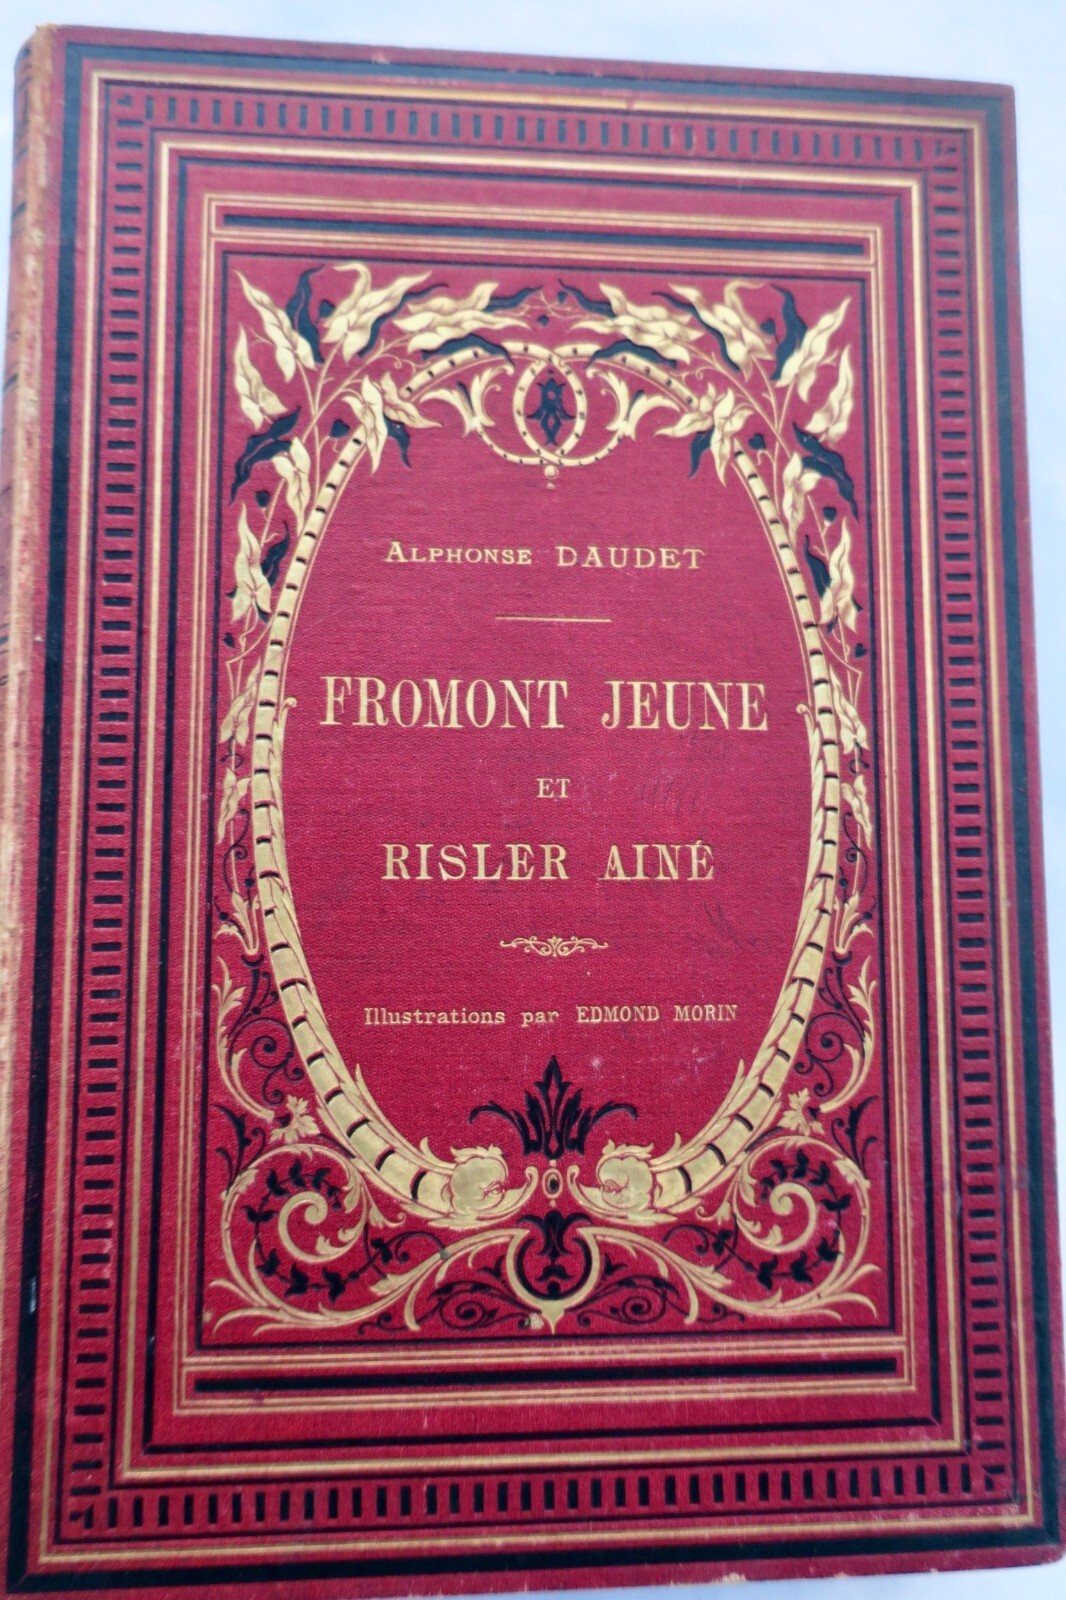 ALPHONSE DAUDET
FROMONT JEUNE
ET
RISLER AINÉ
Illustrations par EDMOND MORIN